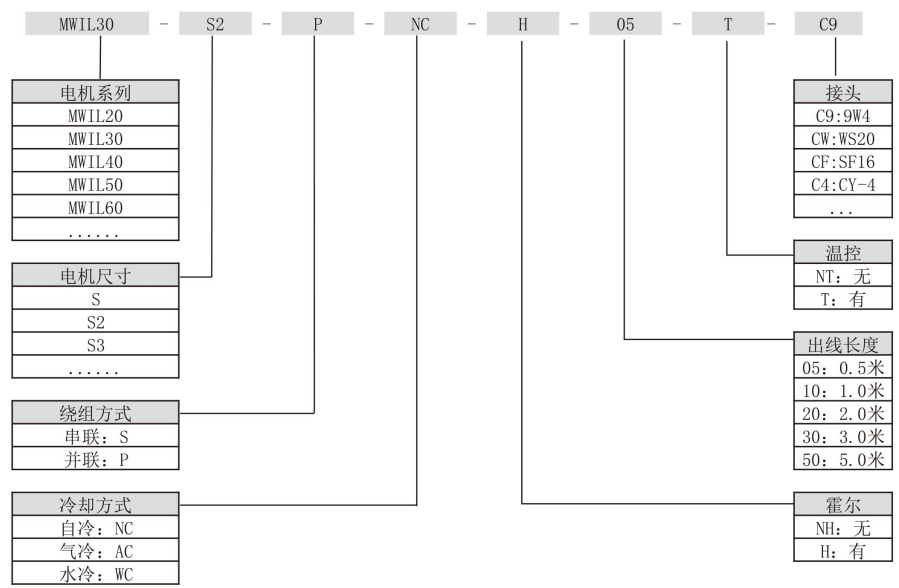 MWIL30 - S2 - P - NC - H - 05 - T - C9
电机系列
MWIL20
MWIL30
MWIL40
MWIL50
MWIL60
......
电机尺寸
S
S2
S3
......
绕组方式
串联：S
并联：P
冷却方式
自冷：NC
气冷：AC
水冷：WC
接头
C9:9W4
CW:WS20
CF:SF16
C4:CY-4
...
温控
NT：无
T：有
出线长度
05：0.5米
10：1.0米
20：2.0米
30：3.0米
50：5.0米
霍尔
NH：无
H：有